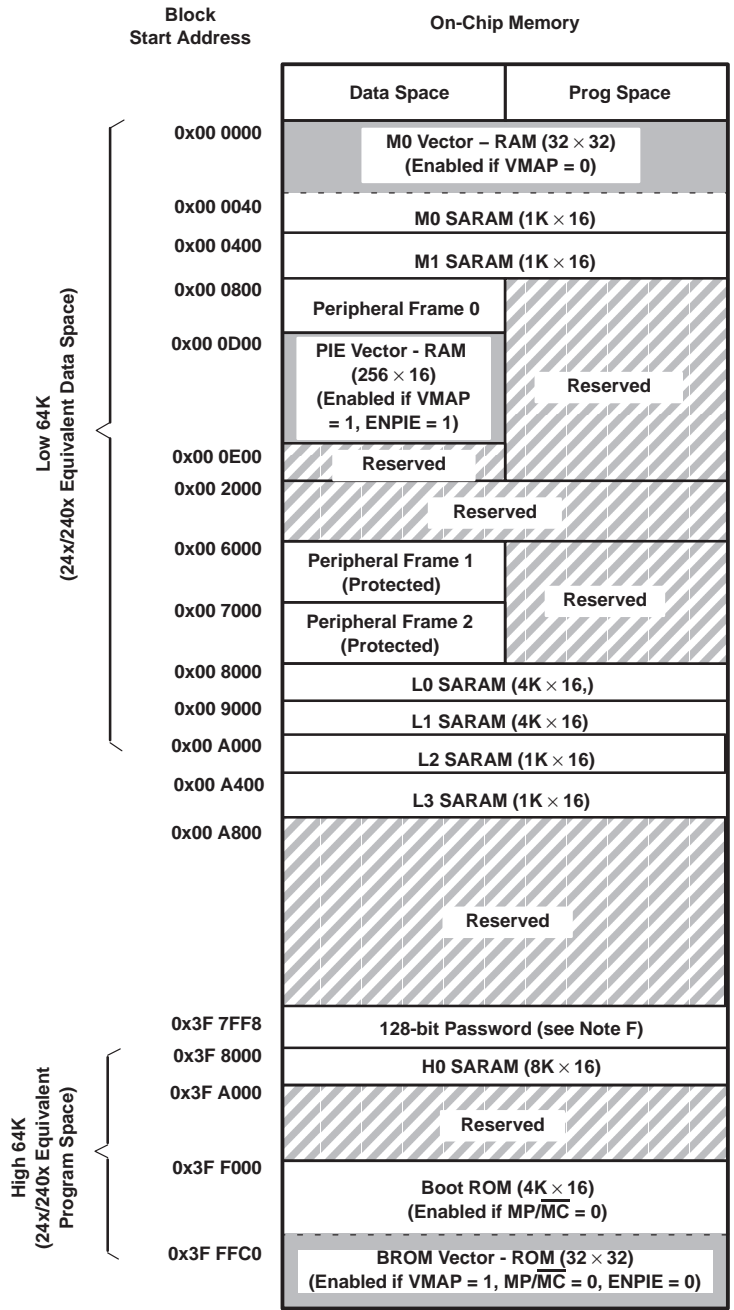 Block
Start Address
On-Chip Memory
Data Space
Prog Space
0x00 0000
M0 Vector – RAM (32 × 32)
(Enabled if VMAP = 0)
0x00 0040
M0 SARAM (1K × 16)
0x00 0400
M1 SARAM (1K × 16)
0x00 0800
Peripheral Frame 0
0x00 0D00
PIE Vector - RAM
(256 × 16)
(Enabled if VMAP
= 1, ENPIE = 1)
Reserved
0x00 0E00
Reserved
0x00 2000
Reserved
0x00 6000
Peripheral Frame 1
(Protected)
Reserved
0x00 7000
Peripheral Frame 2
(Protected)
0x00 8000
L0 SARAM (4K × 16,)
0x00 9000
L1 SARAM (4K × 16)
0x00 A000
L2 SARAM (1K × 16)
0x00 A400
L3 SARAM (1K × 16)
0x00 A800
Reserved
Low 64K
(24x/240x Equivalent Data Space)
0x3F 7FF8
128-bit Password (see Note F)
0x3F 8000
H0 SARAM (8K × 16)
0x3F A000
Reserved
0x3F F000
Boot ROM (4K × 16)
(Enabled if MP/M̅C̅ = 0)
0x3F FFC0
BROM Vector - ROM (32 × 32)
(Enabled if VMAP = 1, MP/M̅C̅ = 0, ENPIE = 0)
High 64K
(24x/240x Equivalent
Program Space)